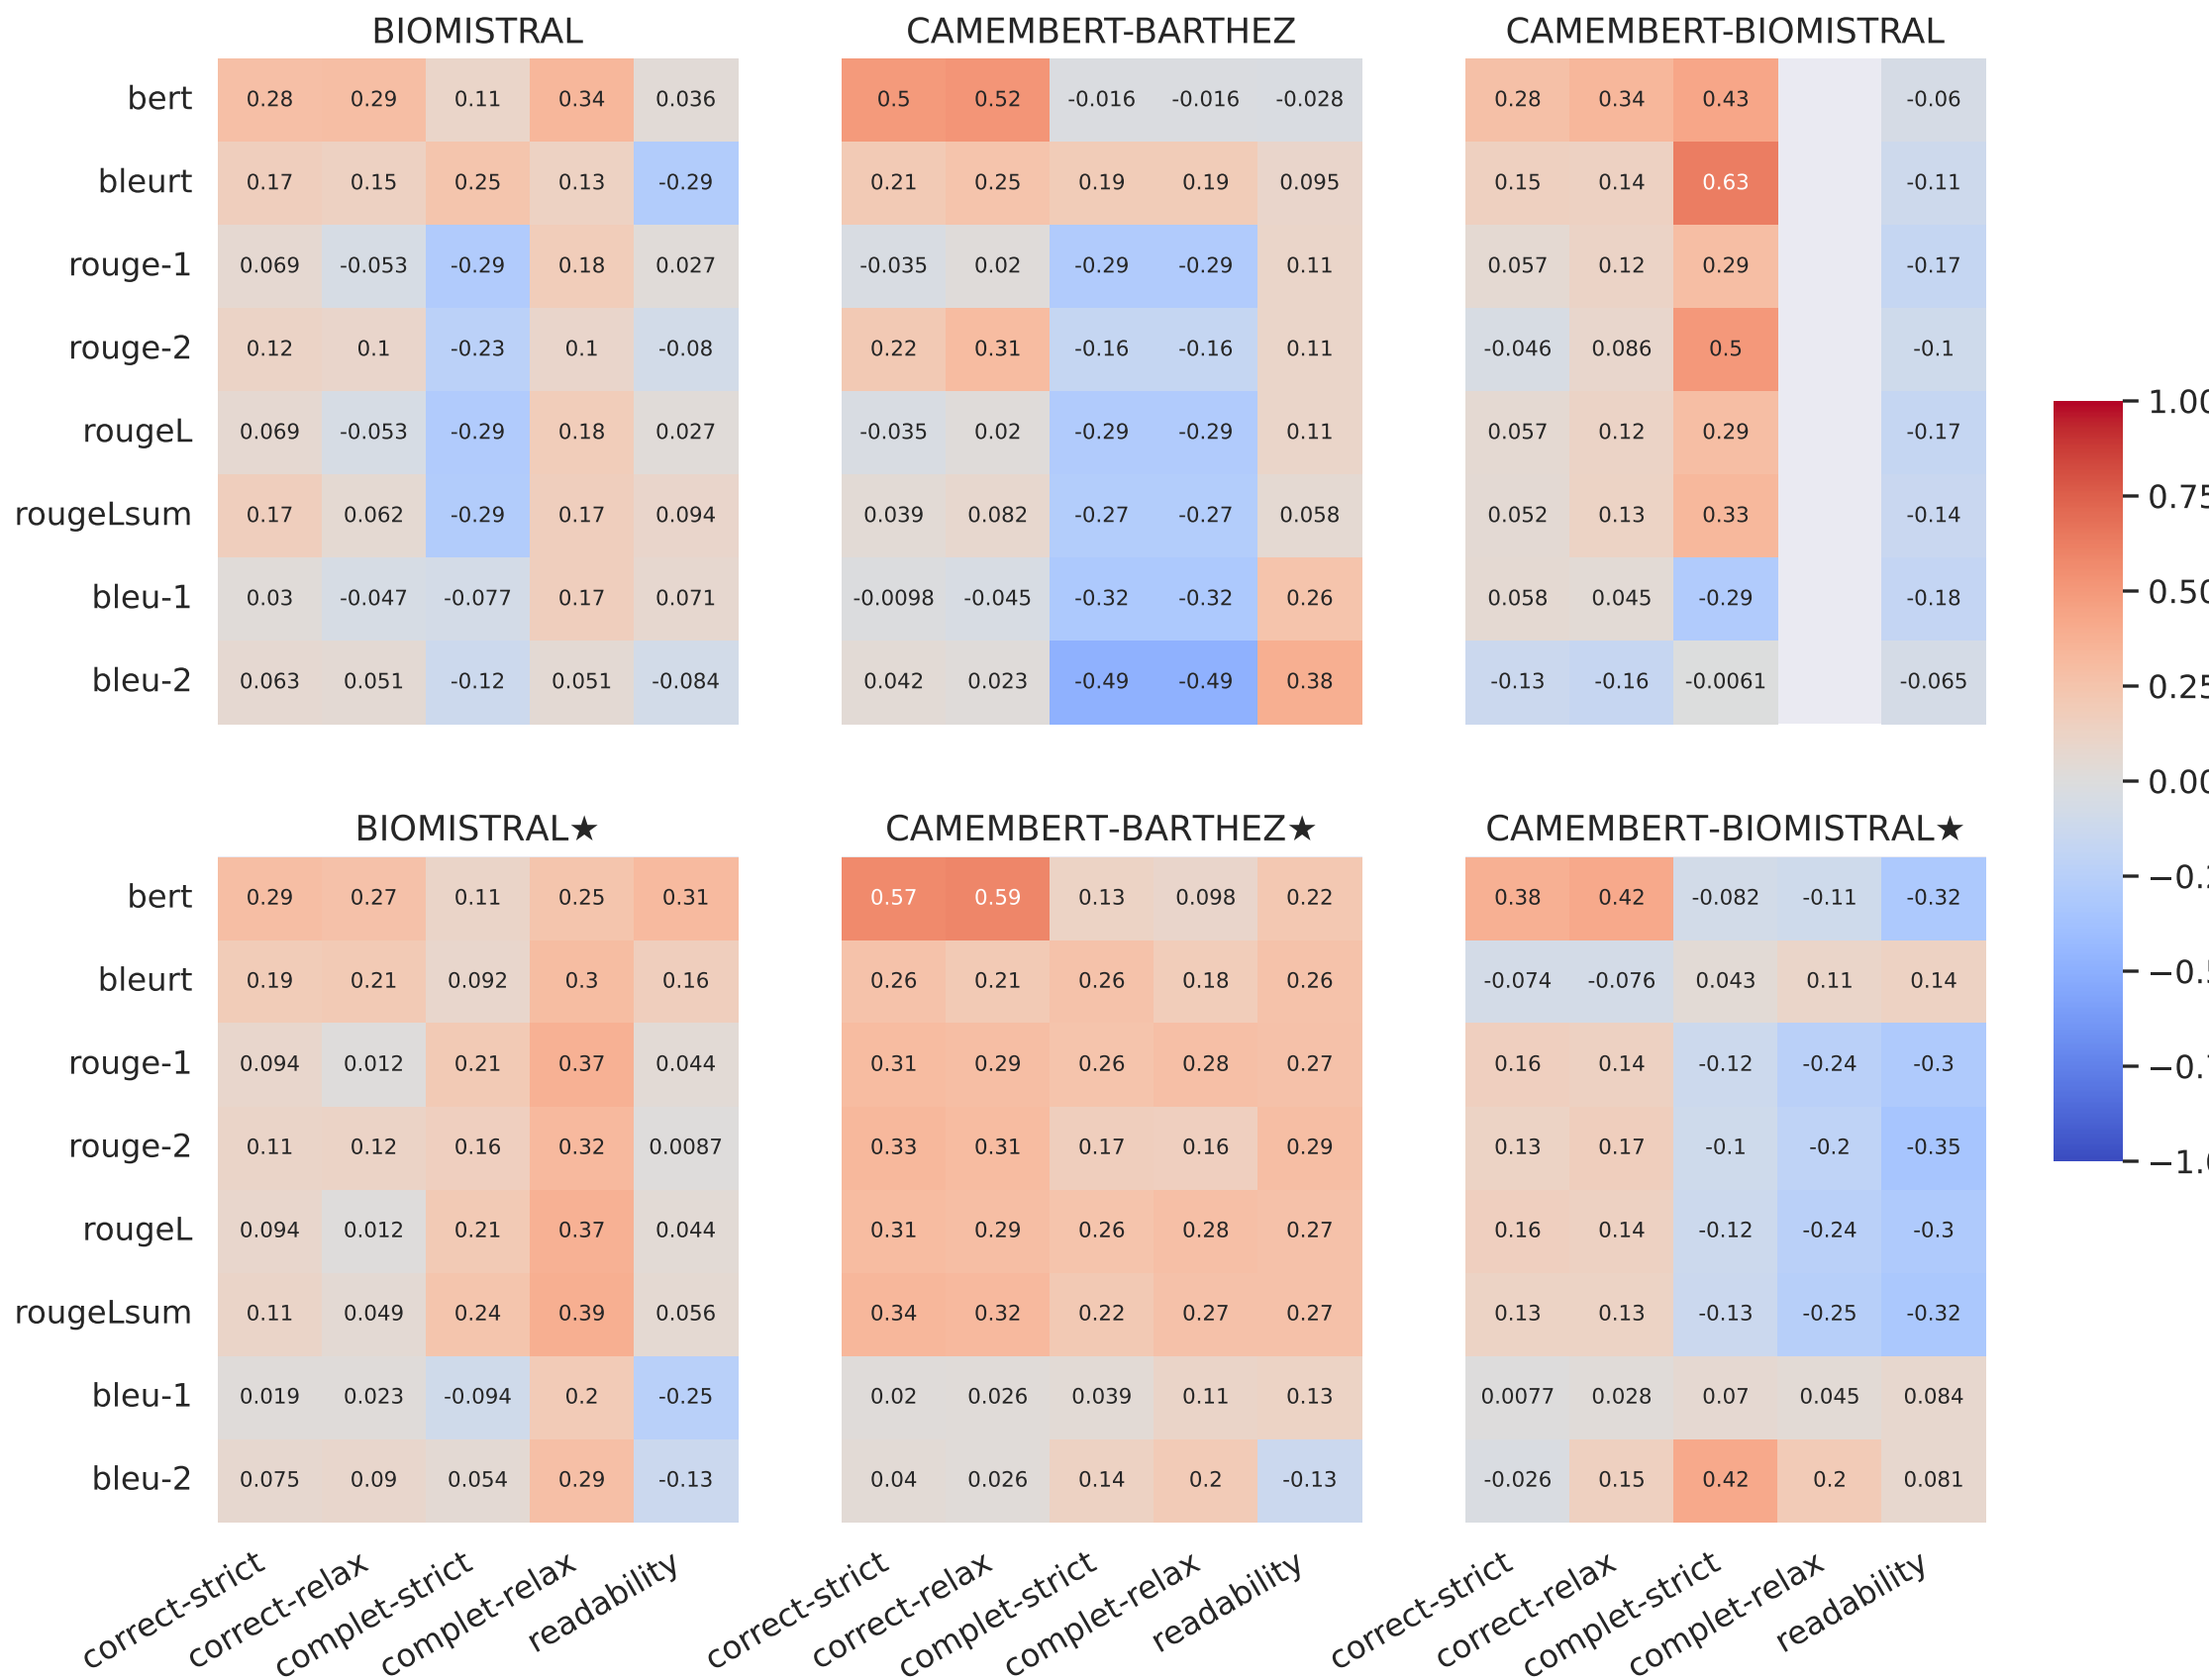 BIOMISTRAL CAMEMBERT-BARTHEZ CAMEMBERT-BIOMISTRAL
bert 0.28 0.29 0.11 0.34 0.036 0.5 0.52 -0.016 -0.016 -0.028 0.28 0.34 0.43 -0.06
bleurt 0.17 0.15 0.25 0.13 -0.29 0.21 0.25 0.19 0.19 0.095 0.15 0.14 0.63 -0.11
rouge-1 0.069 -0.053 -0.29 0.18 0.027 -0.035 0.02 -0.29 -0.29 0.11 0.057 0.12 0.29 -0.17
rouge-2 0.12 0.1 -0.23 0.1 -0.08 0.22 0.31 -0.16 -0.16 0.11 -0.046 0.086 0.5 -0.1
rougeL 0.069 -0.053 -0.29 0.18 0.027 -0.035 0.02 -0.29 -0.29 0.11 0.057 0.12 0.29 -0.17
rougeLsum 0.17 0.062 -0.29 0.17 0.094 0.039 0.082 -0.27 -0.27 0.058 0.052 0.13 0.33 -0.14
bleu-1 0.03 -0.047 -0.077 0.17 0.071 -0.0098 -0.045 -0.32 -0.32 0.26 0.058 0.045 -0.29 -0.18
bleu-2 0.063 0.051 -0.12 0.051 -0.084 0.042 0.023 -0.49 -0.49 0.38 -0.13 -0.16 -0.0061 -0.065
BIOMISTRAL★ CAMEMBERT-BARTHEZ★ CAMEMBERT-BIOMISTRAL★
bert 0.29 0.27 0.11 0.25 0.31 0.57 0.59 0.13 0.098 0.22 0.38 0.42 -0.082 -0.11 -0.32
bleurt 0.19 0.21 0.092 0.3 0.16 0.26 0.21 0.26 0.18 0.26 -0.074 -0.076 0.043 0.11 0.14
rouge-1 0.094 0.012 0.21 0.37 0.044 0.31 0.29 0.26 0.28 0.27 0.16 0.14 -0.12 -0.24 -0.3
rouge-2 0.11 0.12 0.16 0.32 0.0087 0.33 0.31 0.17 0.16 0.29 0.13 0.17 -0.1 -0.2 -0.35
rougeL 0.094 0.012 0.21 0.37 0.044 0.31 0.29 0.26 0.28 0.27 0.16 0.14 -0.12 -0.24 -0.3
rougeLsum 0.11 0.049 0.24 0.39 0.056 0.34 0.32 0.22 0.27 0.27 0.13 0.13 -0.13 -0.25 -0.32
bleu-1 0.019 0.023 -0.094 0.2 -0.25 0.02 0.026 0.039 0.11 0.13 0.0077 0.028 0.07 0.045 0.084
bleu-2 0.075 0.09 0.054 0.29 -0.13 0.04 0.026 0.14 0.2 -0.13 -0.026 0.15 0.42 0.2 0.081
correct-strict correct-relax complet-strict complet-relax readability correct-strict correct-relax complet-strict complet-relax readability correct-strict correct-relax complet-strict complet-relax readability